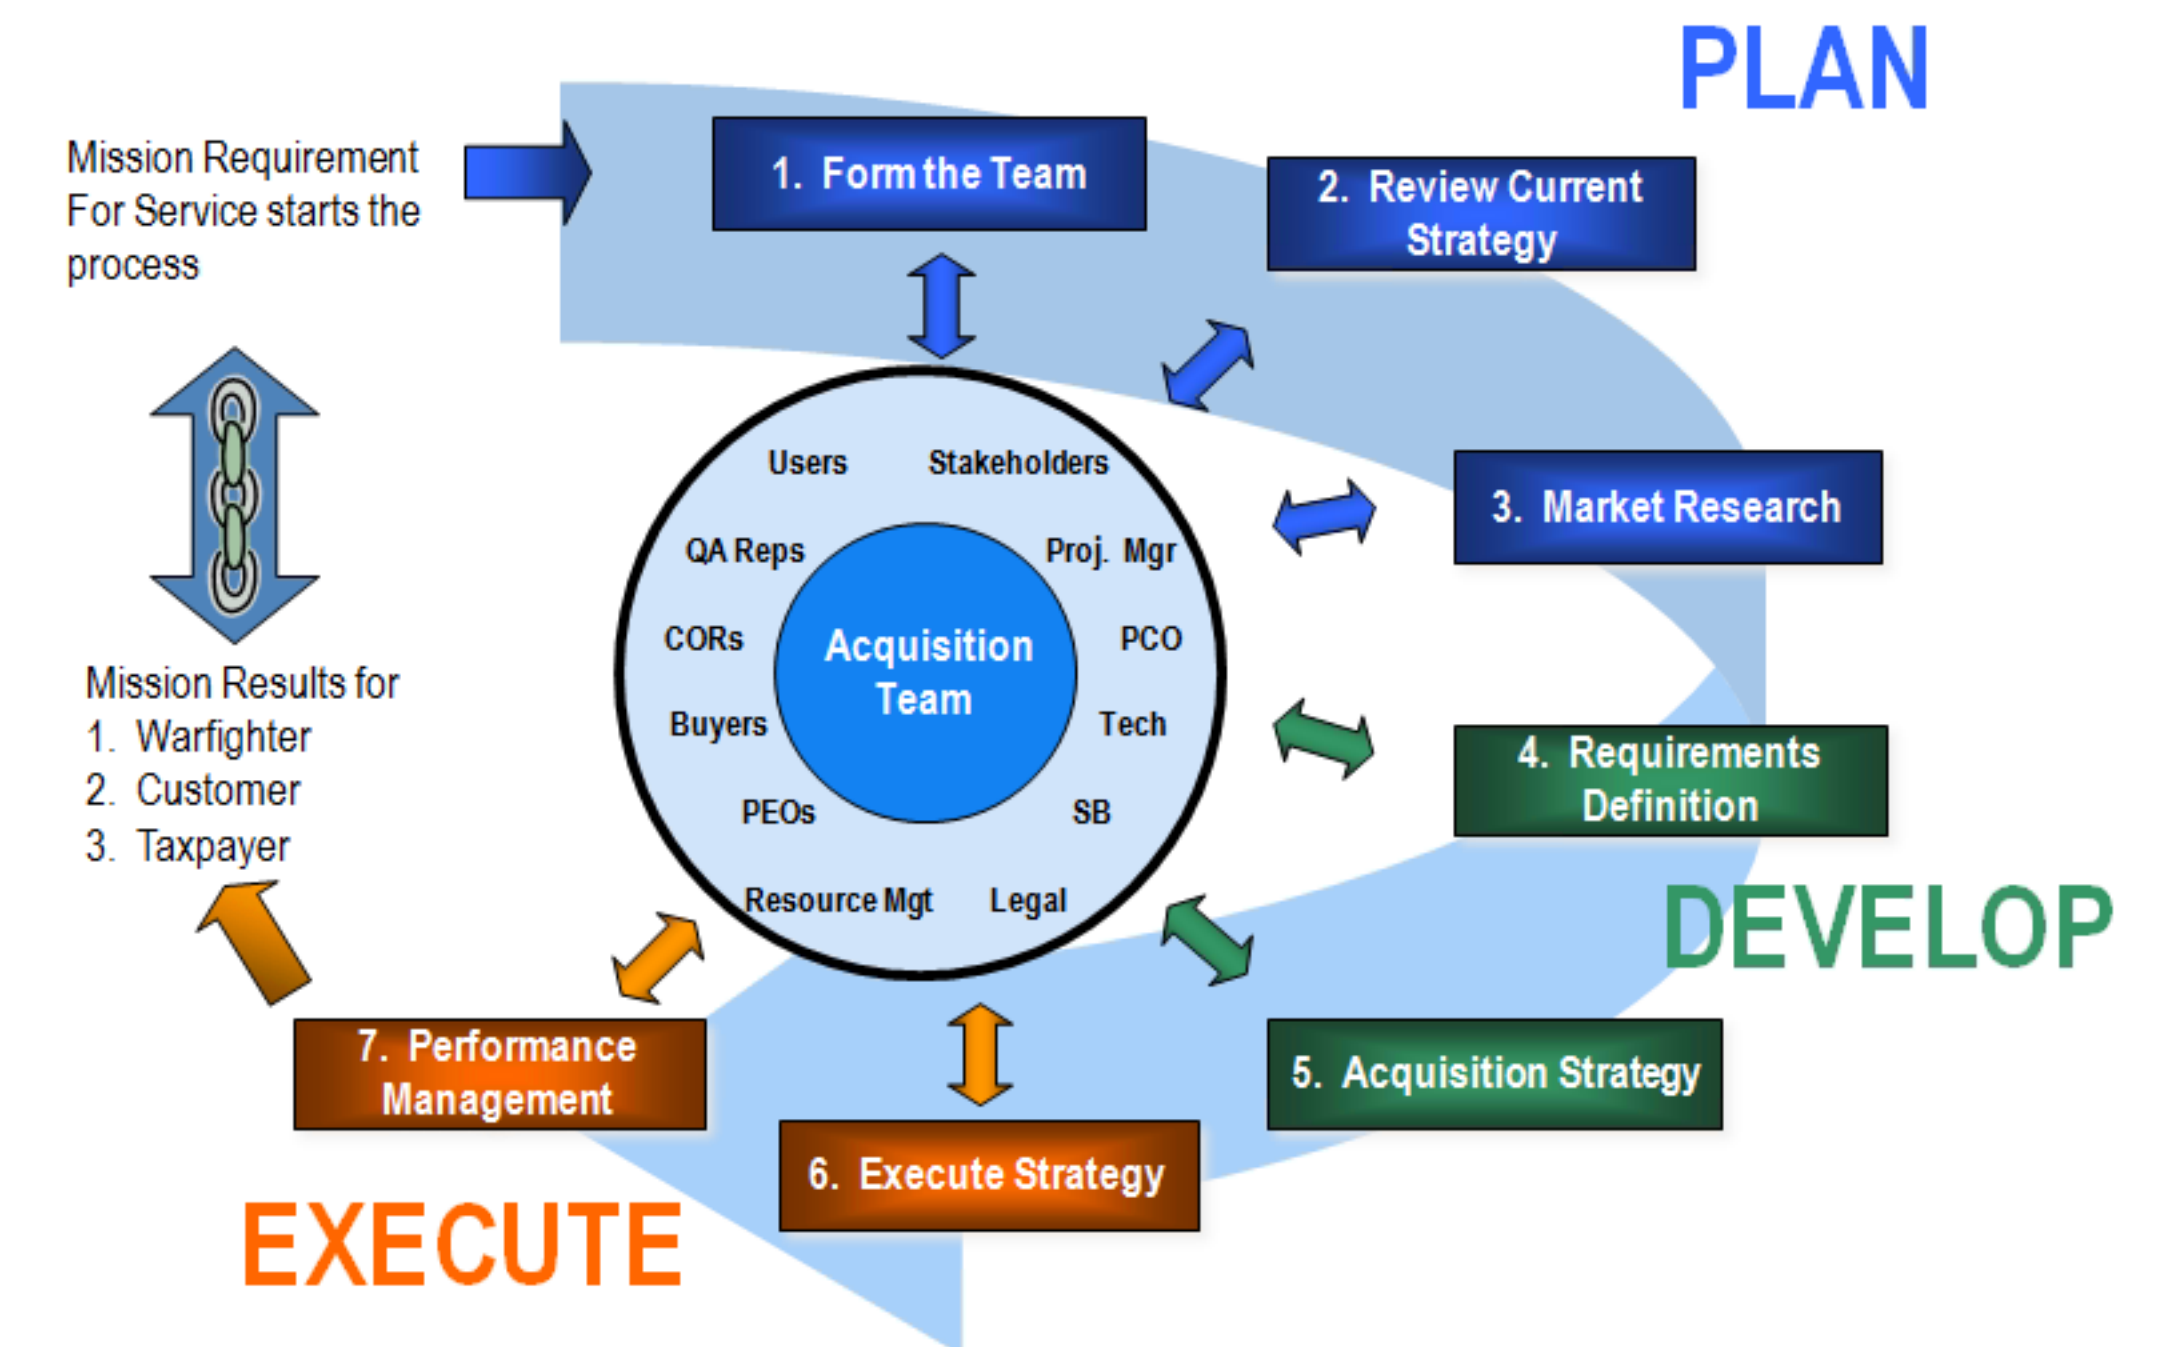 PLAN
Mission Requirement
For Service starts the
process
1. Form the Team
2. Review Current
Strategy
3. Market Research
Users
Stakeholders
QA Reps
Proj. Mgr
CORs
PCO
Acquisition
Team
Buyers
Tech
PEOs
SB
Resource Mgt
Legal
4. Requirements
Definition
DEVELOP
5. Acquisition Strategy
6. Execute Strategy
7. Performance
Management
EXECUTE
Mission Results for
1. Warfighter
2. Customer
3. Taxpayer